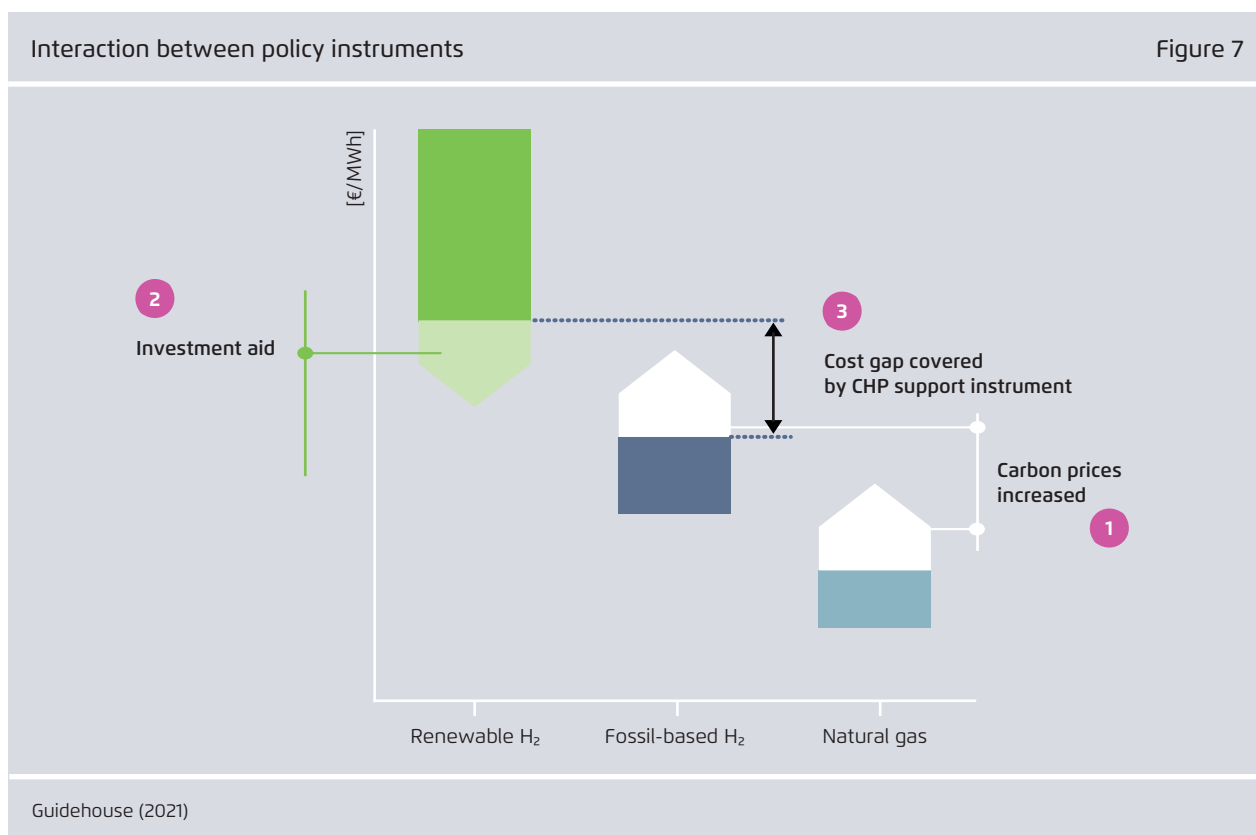 Interaction between policy instruments
Figure 7
[€/MWh]
2
Investment aid
3
Cost gap covered
by CHP support instrument
Carbon prices
increased
1
Renewable H₂
Fossil-based H₂
Natural gas
Guidehouse (2021)